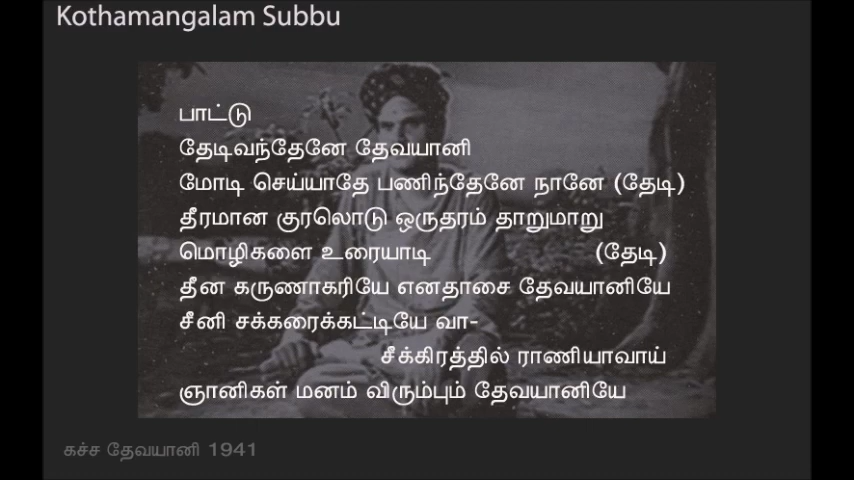 Kothamangalam Subbu
பாட்டு
தேடிவந்தேனே தேவயானி
மோடி செய்யாதே பணிந்தேனே நானே (தேடி)
தீரமான குரலொடு ஒருதரம் தாறுமாறு
மொழிகளை உரையாடி (தேடி)
தீன கருணாகரியே எனதாசை தேவயானியே
சீனி சக்கரைக்கட்டியே வா-
சீக்கிரத்தில் ராணியாவாய்
ஞானிகள் மனம் விரும்பும் தேவயானியே
கச்ச தேவயானி 1941